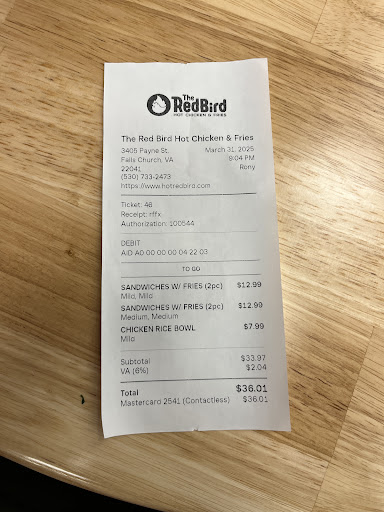 The
RedBird
HOT CHICKEN & FRIES
The Red Bird Hot Chicken & Fries
3405 Payne St. March 31, 2025
Falls Church, VA 9:04 PM
22041 Rony
(530) 733-2473
https://www.hotredbird.com
Ticket: 46
Receipt: rffx
Authorization: 100544
DEBIT
AID A0 00 00 00 04 22 03
TO GO
SANDWICHES W/ FRIES (2pc) $12.99
Mild, Mild
SANDWICHES W/ FRIES (2pc) $12.99
Medium, Medium
CHICKEN RICE BOWL $7.99
Mild
Subtotal $33.97
VA (6%) $2.04
Total $36.01
Mastercard 2541 (Contactless) $36.01